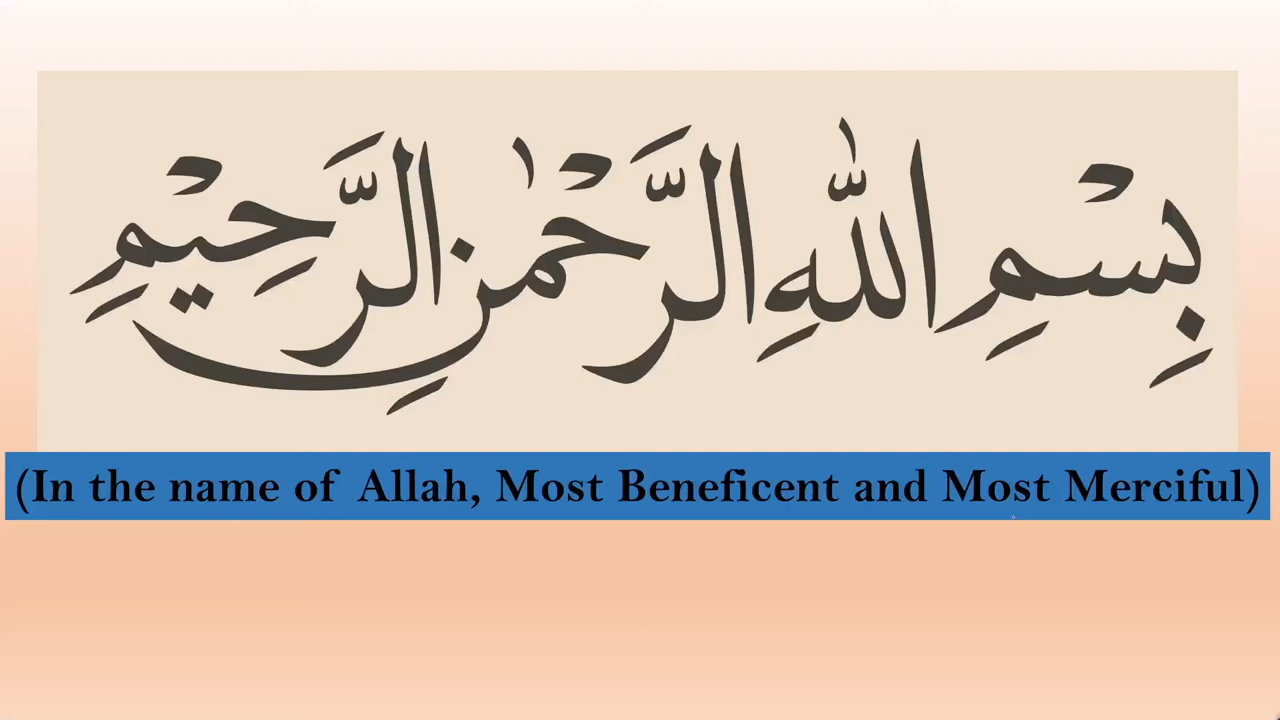 بِسْمِ اللّٰهِ الرَّحْمٰنِ الرَّحِيْمِ
(In the name of Allah, Most Beneficent and Most Merciful)